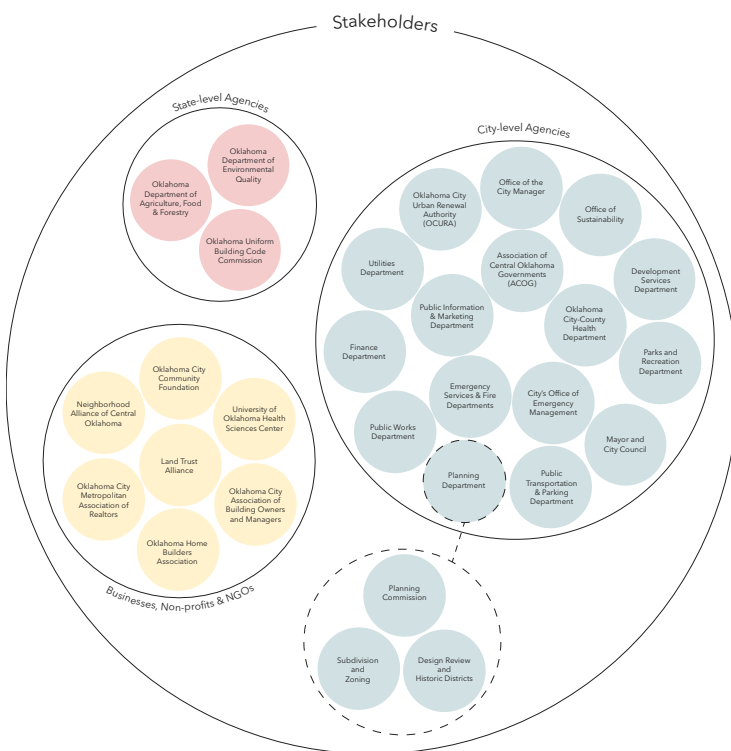 Stakeholders
State-level Agencies
Oklahoma
Department of
Environmental
Quality
Oklahoma
Department of
Agriculture, Food
& Forestry
Oklahoma Uniform
Building Code
Commission
City-level Agencies
Office of the
City Manager
Oklahoma City
Urban Renewal
Authority
(OCURA)
Office of
Sustainability
Utilities
Department
Association of
Central Oklahoma
Governments
(ACOG)
Development
Services
Department
Public Information
& Marketing
Department
Oklahoma
City-County
Health
Department
Finance
Department
Parks and
Recreation
Department
Emergency
Services & Fire
Departments
City's Office of
Emergency
Management
Public Works
Department
Mayor and
City Council
Planning
Department
Public
Transportation
& Parking
Department
Oklahoma City
Community
Foundation
Neighborhood
Alliance of Central
Oklahoma
University of
Oklahoma Health
Sciences Center
Land Trust
Alliance
Oklahoma City
Metropolitan
Association of
Realtors
Oklahoma City
Association of
Building Owners
and Managers
Oklahoma Home
Builders
Association
Businesses, Non-profits & NGOs
Planning
Commission
Subdivision
and
Zoning
Design Review
and
Historic Districts